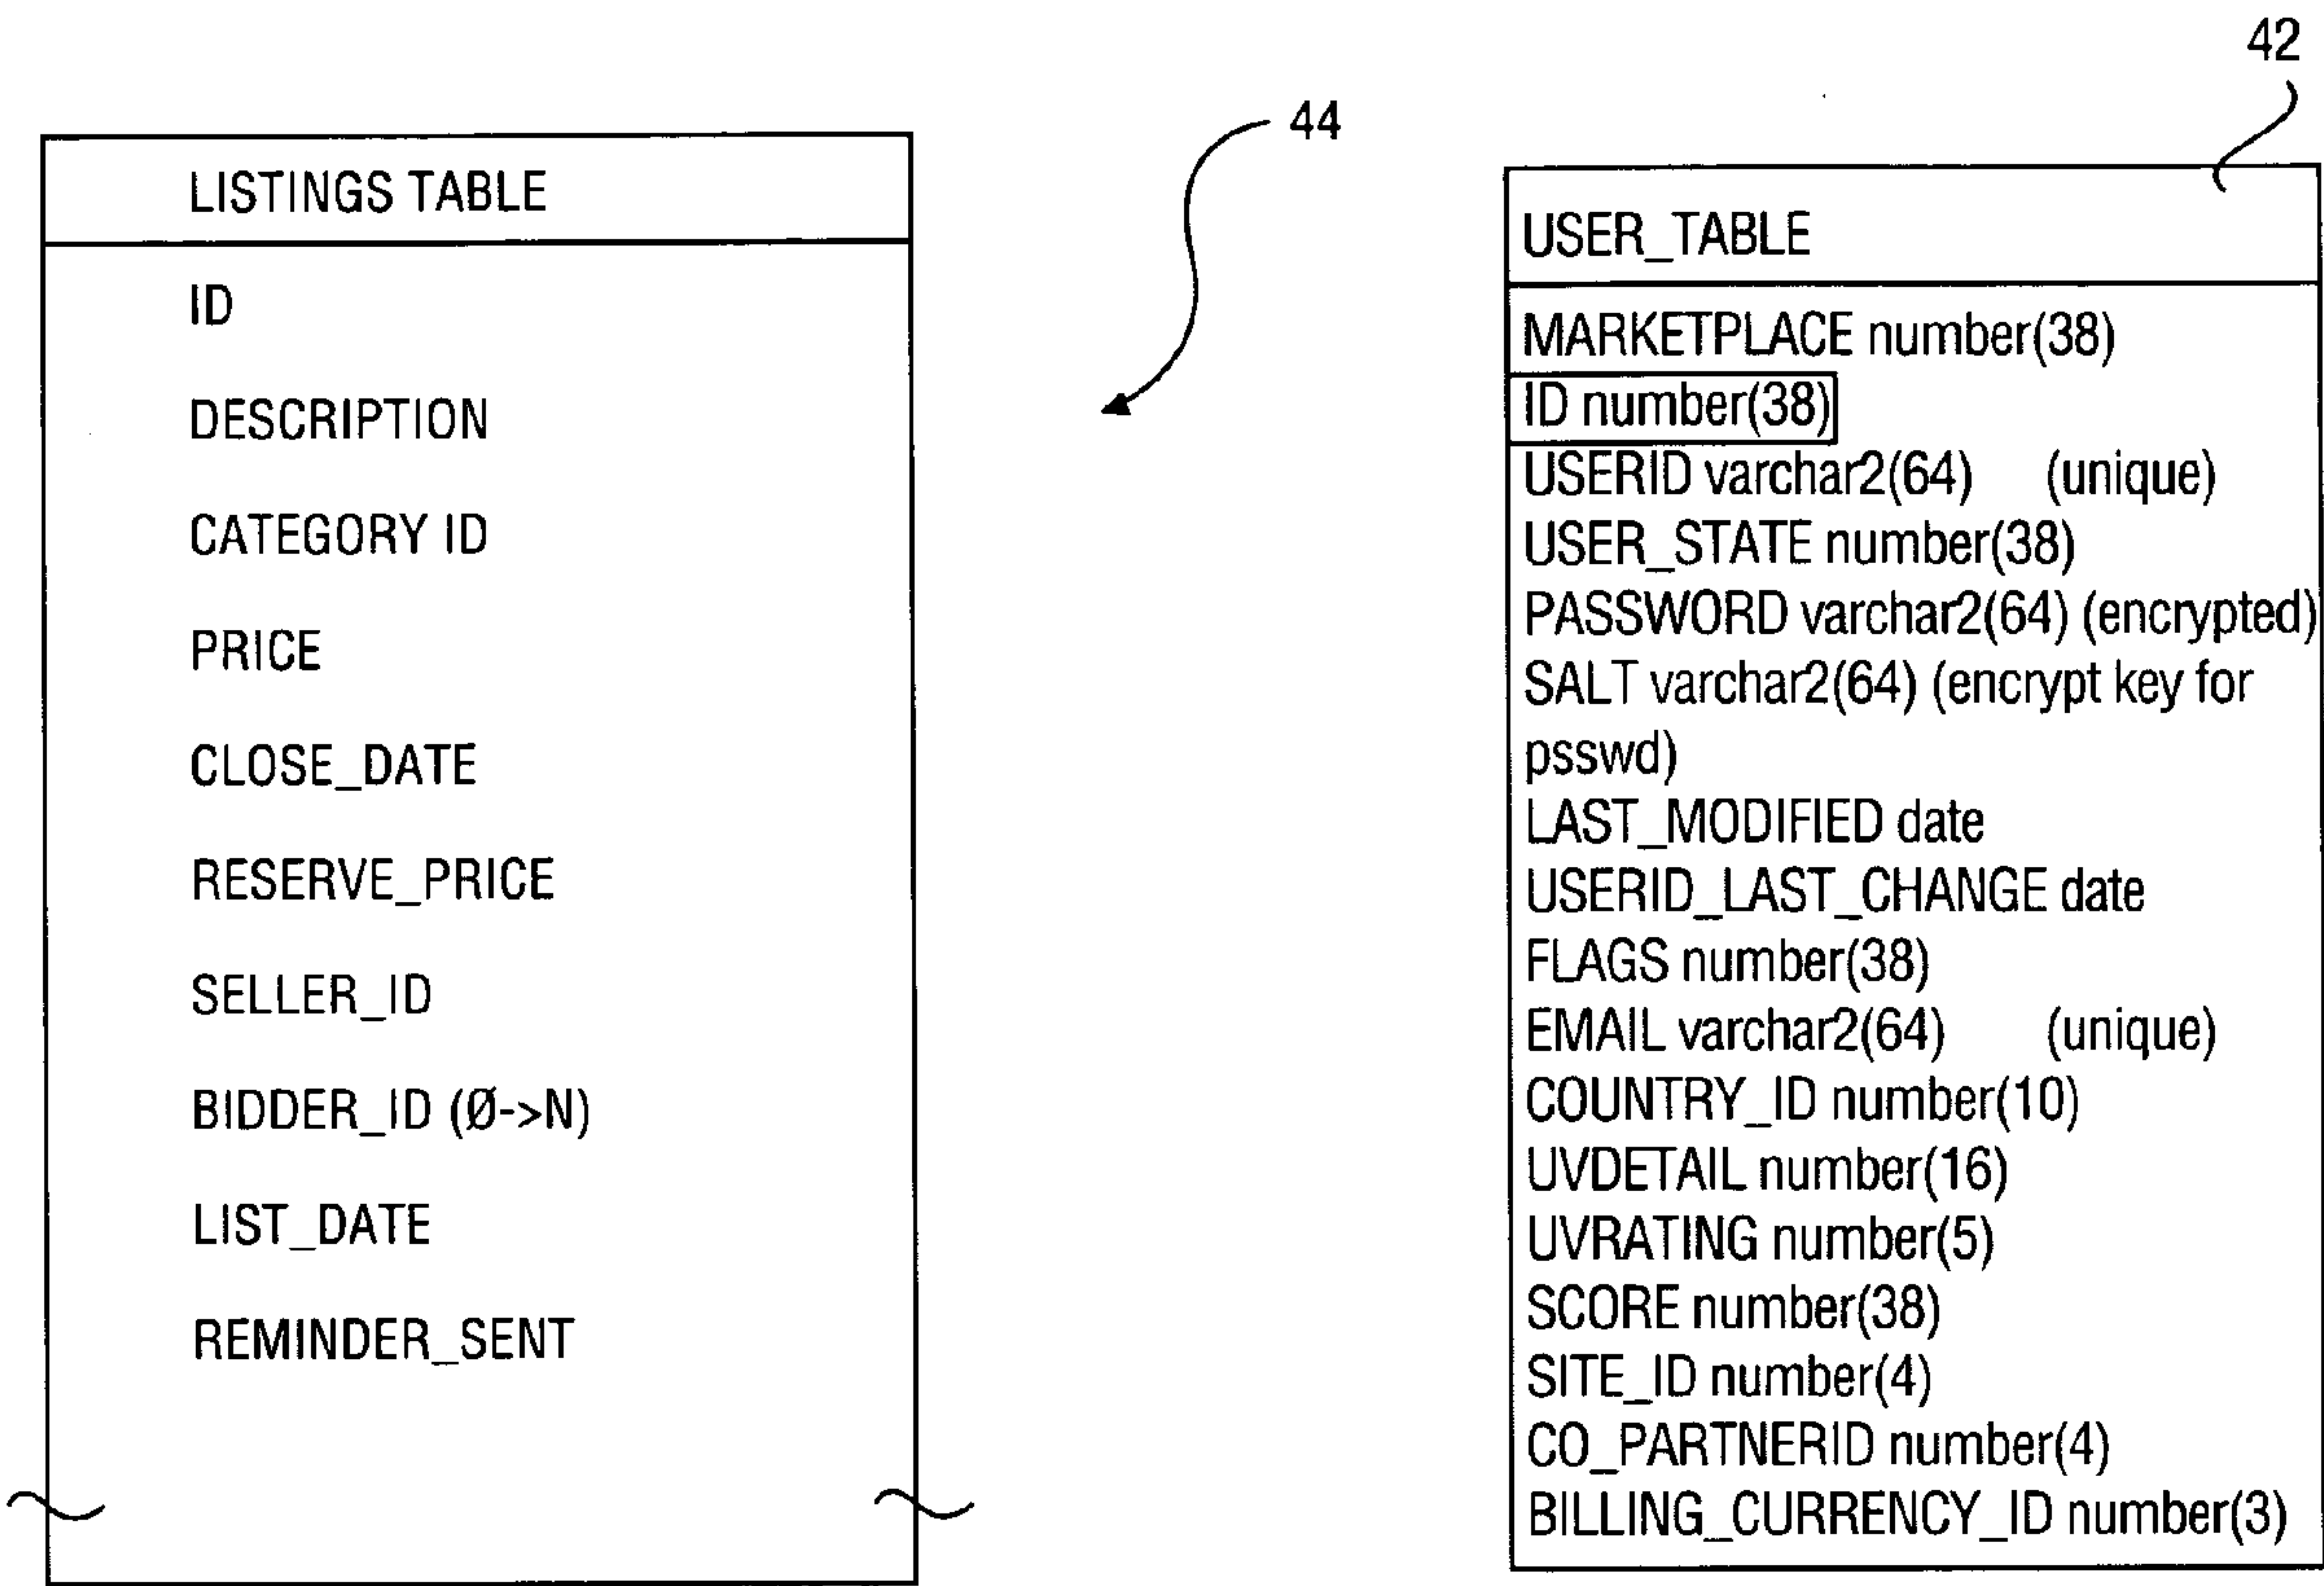 44
LISTINGS TABLE
ID
DESCRIPTION
CATEGORY ID
PRICE
CLOSE_DATE
RESERVE_PRICE
SELLER_ID
BIDDER_ID (Ø->N)
LIST_DATE
REMINDER_SENT
42
USER_TABLE
MARKETPLACE number(38)
ID number(38)
USERID varchar2(64) (unique)
USER_STATE number(38)
PASSWORD varchar2(64) (encrypted)
SALT varchar2(64) (encrypt key for
psswd)
LAST_MODIFIED date
USERID_LAST_CHANGE date
FLAGS number(38)
EMAIL varchar2(64) (unique)
COUNTRY_ID number(10)
UVDETAIL number(16)
UVRATING number(5)
SCORE number(38)
SITE_ID number(4)
CO_PARTNERID number(4)
BILLING_CURRENCY_ID number(3)